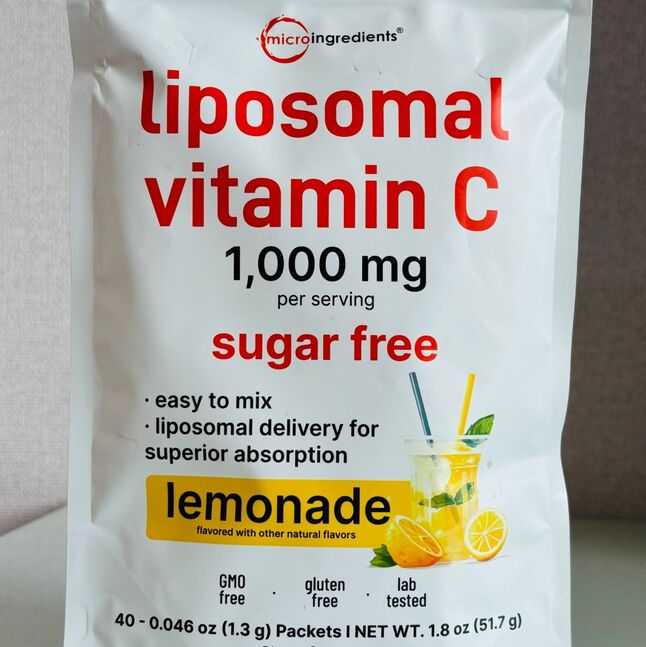 microingredients®
liposomal
vitamin C
1,000 mg
per serving
sugar free
· easy to mix
· liposomal delivery for
superior absorption
lemonade
flavored with other natural flavors
GMO free · gluten free · lab tested
40 - 0.046 oz (1.3 g) Packets I NET WT. 1.8 oz (51.7 g)